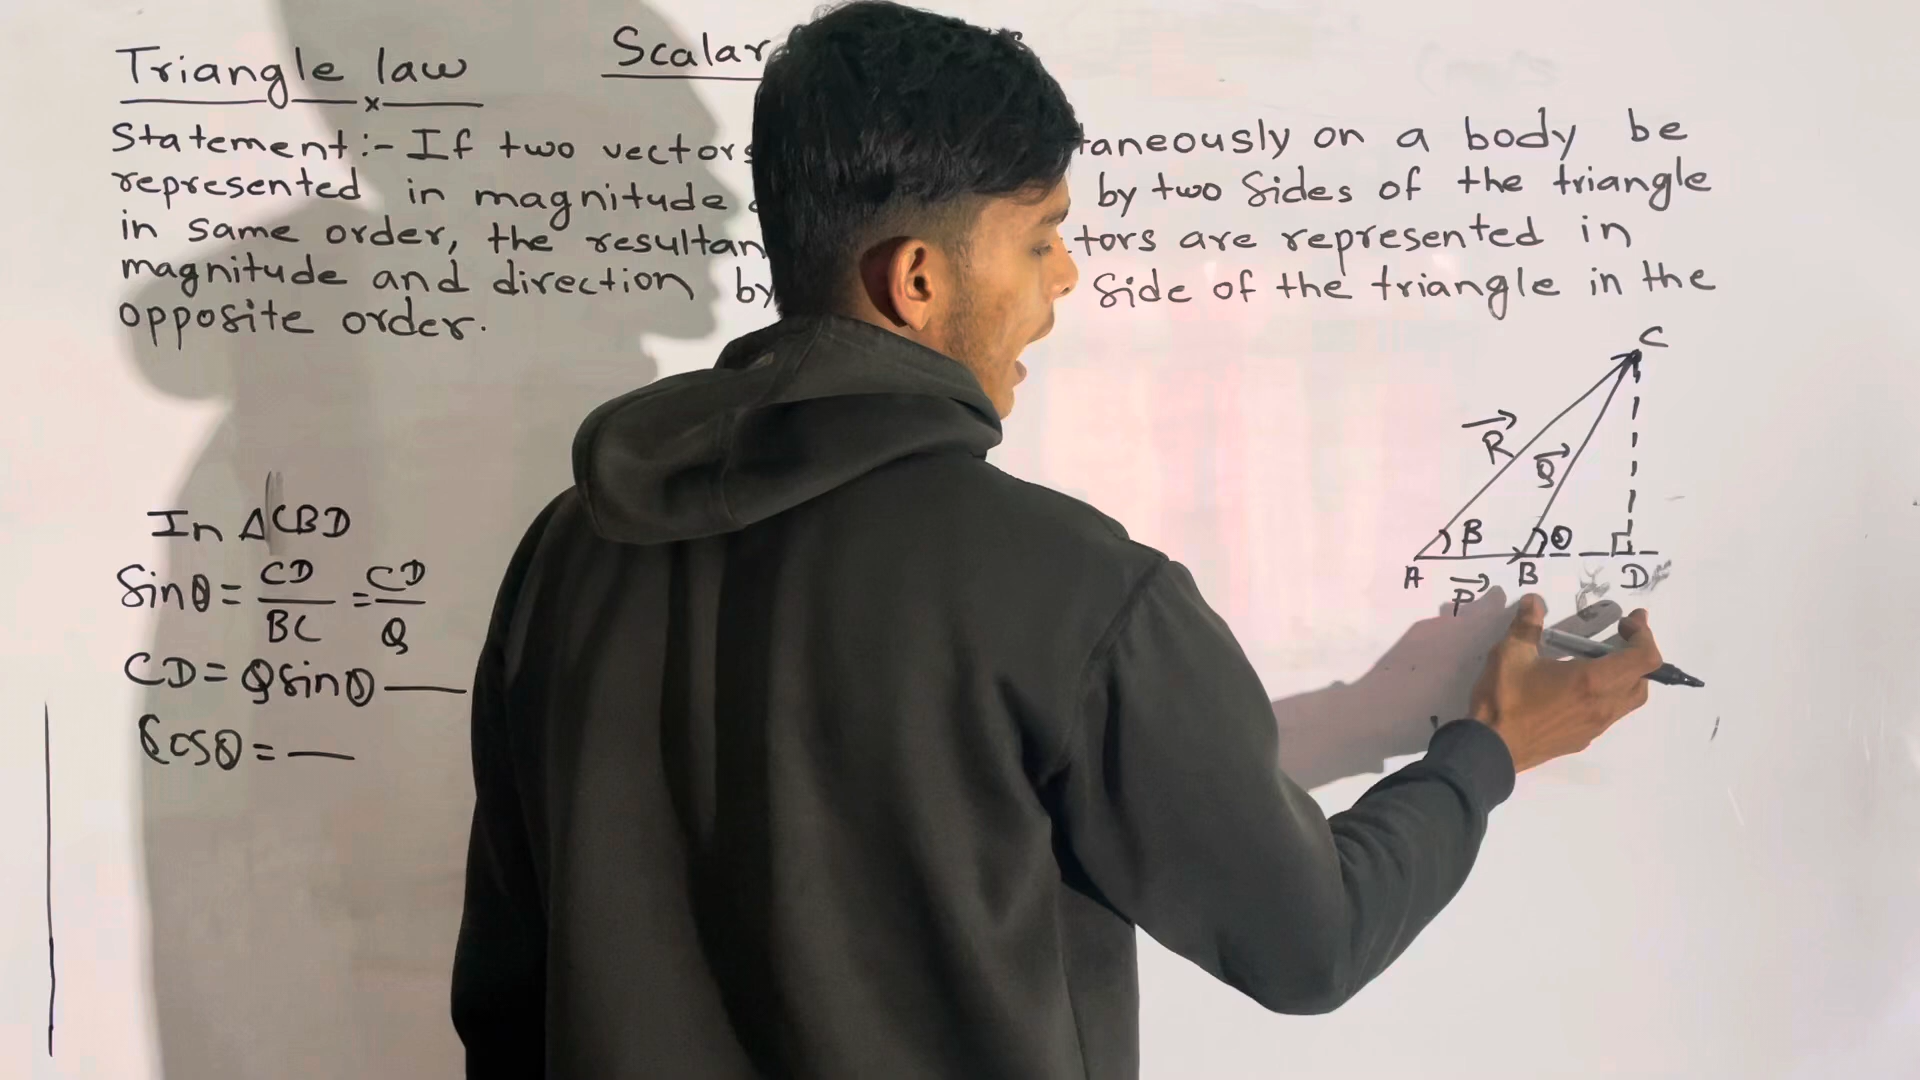 Triangle law
Scalar
Statement:- If two vectors taneously on a body be
represented in magnitude by two Sides of the triangle
in same order, the resultan tors are represented in
magnitude and direction by Side of the triangle in the
opposite order.
C
R
Q
β θ
A B D
P
In ΔCBD
Sinθ = CD/BC = CD/Q
CD = Qsinθ —
Cosθ = —